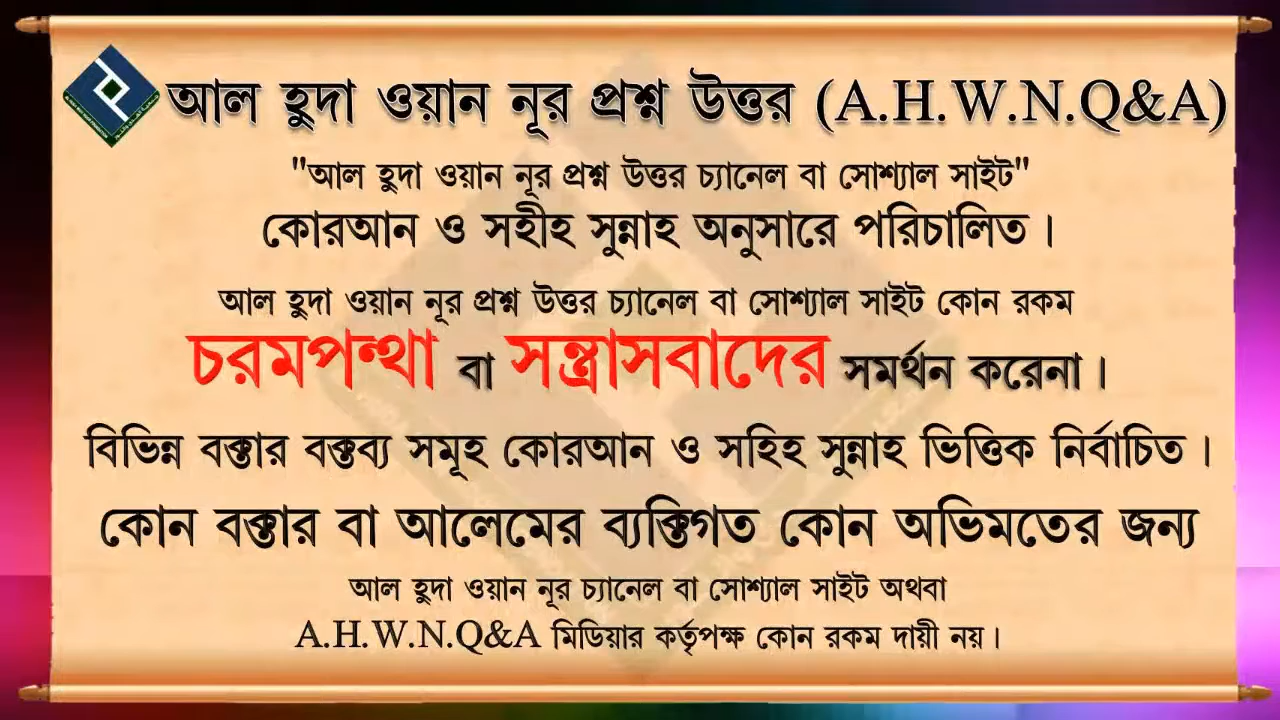 আল হুদা ওয়ান নূর প্রশ্ন উত্তর (A.H.W.N.Q&A)
"আল হুদা ওয়ান নূর প্রশ্ন উত্তর চ্যানেল বা সোশ্যাল সাইট"
কোরআন ও সহীহ সুন্নাহ অনুসারে পরিচালিত।
আল হুদা ওয়ান নূর প্রশ্ন উত্তর চ্যানেল বা সোশ্যাল সাইট কোন রকম
চরমপন্থা বা সন্ত্রাসবাদের সমর্থন করেনা।
বিভিন্ন বক্তার বক্তব্য সমূহ কোরআন ও সহিহ সুন্নাহ ভিত্তিক নির্বাচিত।
কোন বক্তার বা আলেমের ব্যক্তিগত কোন অভিমতের জন্য
আল হুদা ওয়ান নূর চ্যানেল বা সোশ্যাল সাইট অথবা
A.H.W.N.Q&A মিডিয়ার কর্তৃপক্ষ কোন রকম দায়ী নয়।